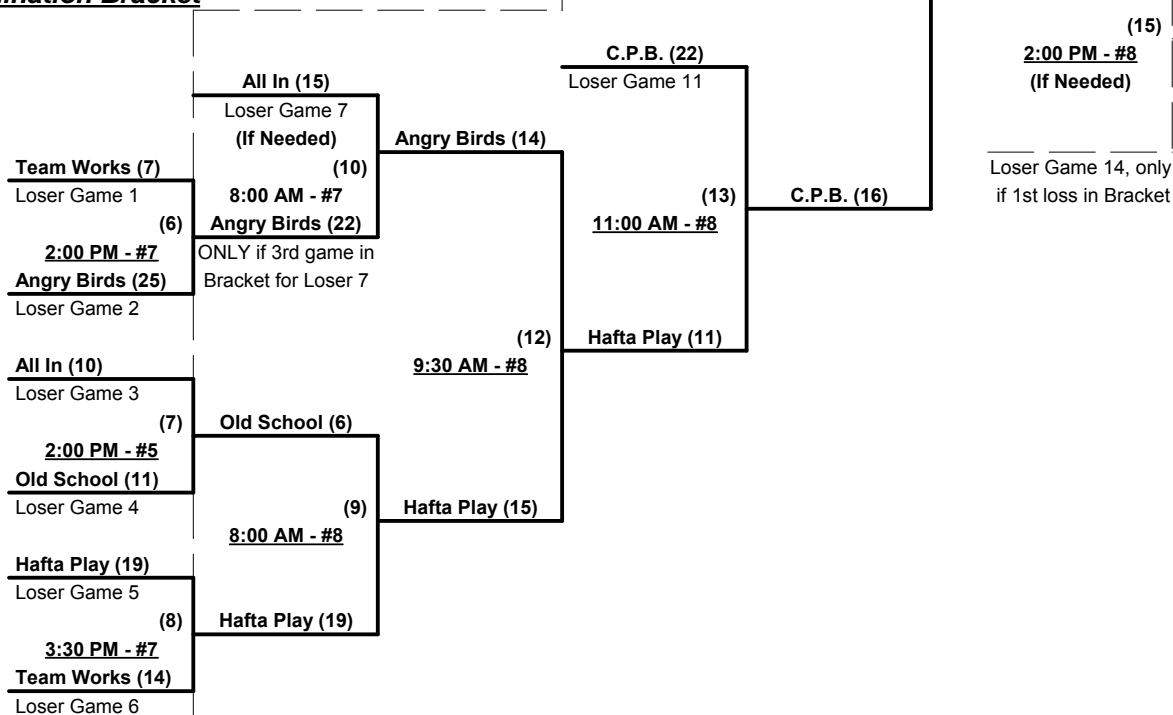 mination Bracket
(15)
C.P.B. (22)
2:00 PM - #8
All In (15)
Loser Game 11
(If Needed)
Loser Game 7
(If Needed)
Angry Birds (14)
Team Works (7)
(10)
Loser Game 14, only
Loser Game 1
8:00 AM - #7
(13)
C.P.B. (16)
if 1st loss in Bracket
(6)
Angry Birds (22)
11:00 AM - #8
2:00 PM - #7
ONLY if 3rd game in
Angry Birds (25)
Bracket for Loser 7
Loser Game 2
(12)
Hafta Play (11)
All In (10)
9:30 AM - #8
Loser Game 3
(7)
Old School (6)
2:00 PM - #5
Old School (11)
Loser Game 4
(9)
Hafta Play (15)
8:00 AM - #8
Hafta Play (19)
Loser Game 5
(8)
Hafta Play (19)
3:30 PM - #7
Team Works (14)
Loser Game 6